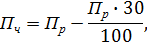 Пч = Пр − Пр · 30 / 100,